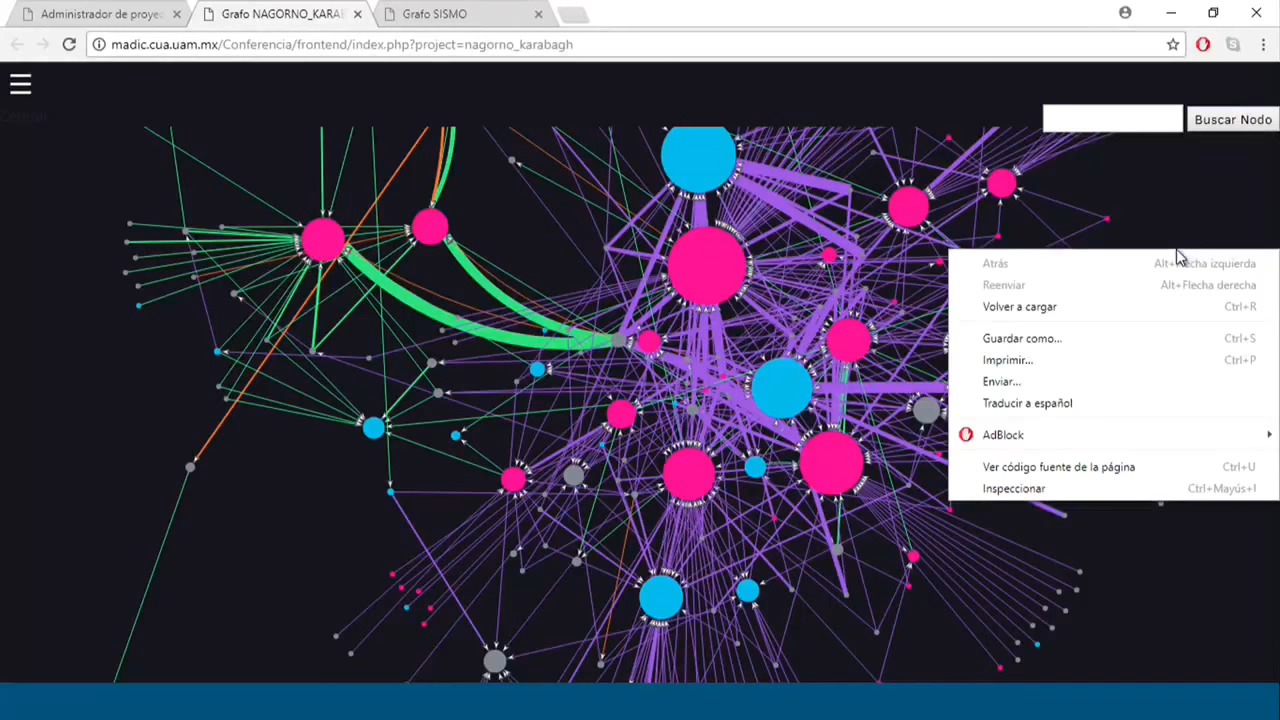 Administrador de proye
Grafo NAGORNO_KARAB
Grafo SISMO
madic.cua.uam.mx/Conferencia/frontend/index.php?project=nagorno_karabagh
Buscar Nodo
Atrás
Alt+Flecha izquierda
Reenviar Alt+Flecha derecha
Volver a cargar Ctrl+R
Guardar como... Ctrl+S
Imprimir... Ctrl+P
Enviar...
Traducir a español
AdBlock
Ver código fuente de la página Ctrl+U
Inspeccionar Ctrl+Mayús+I